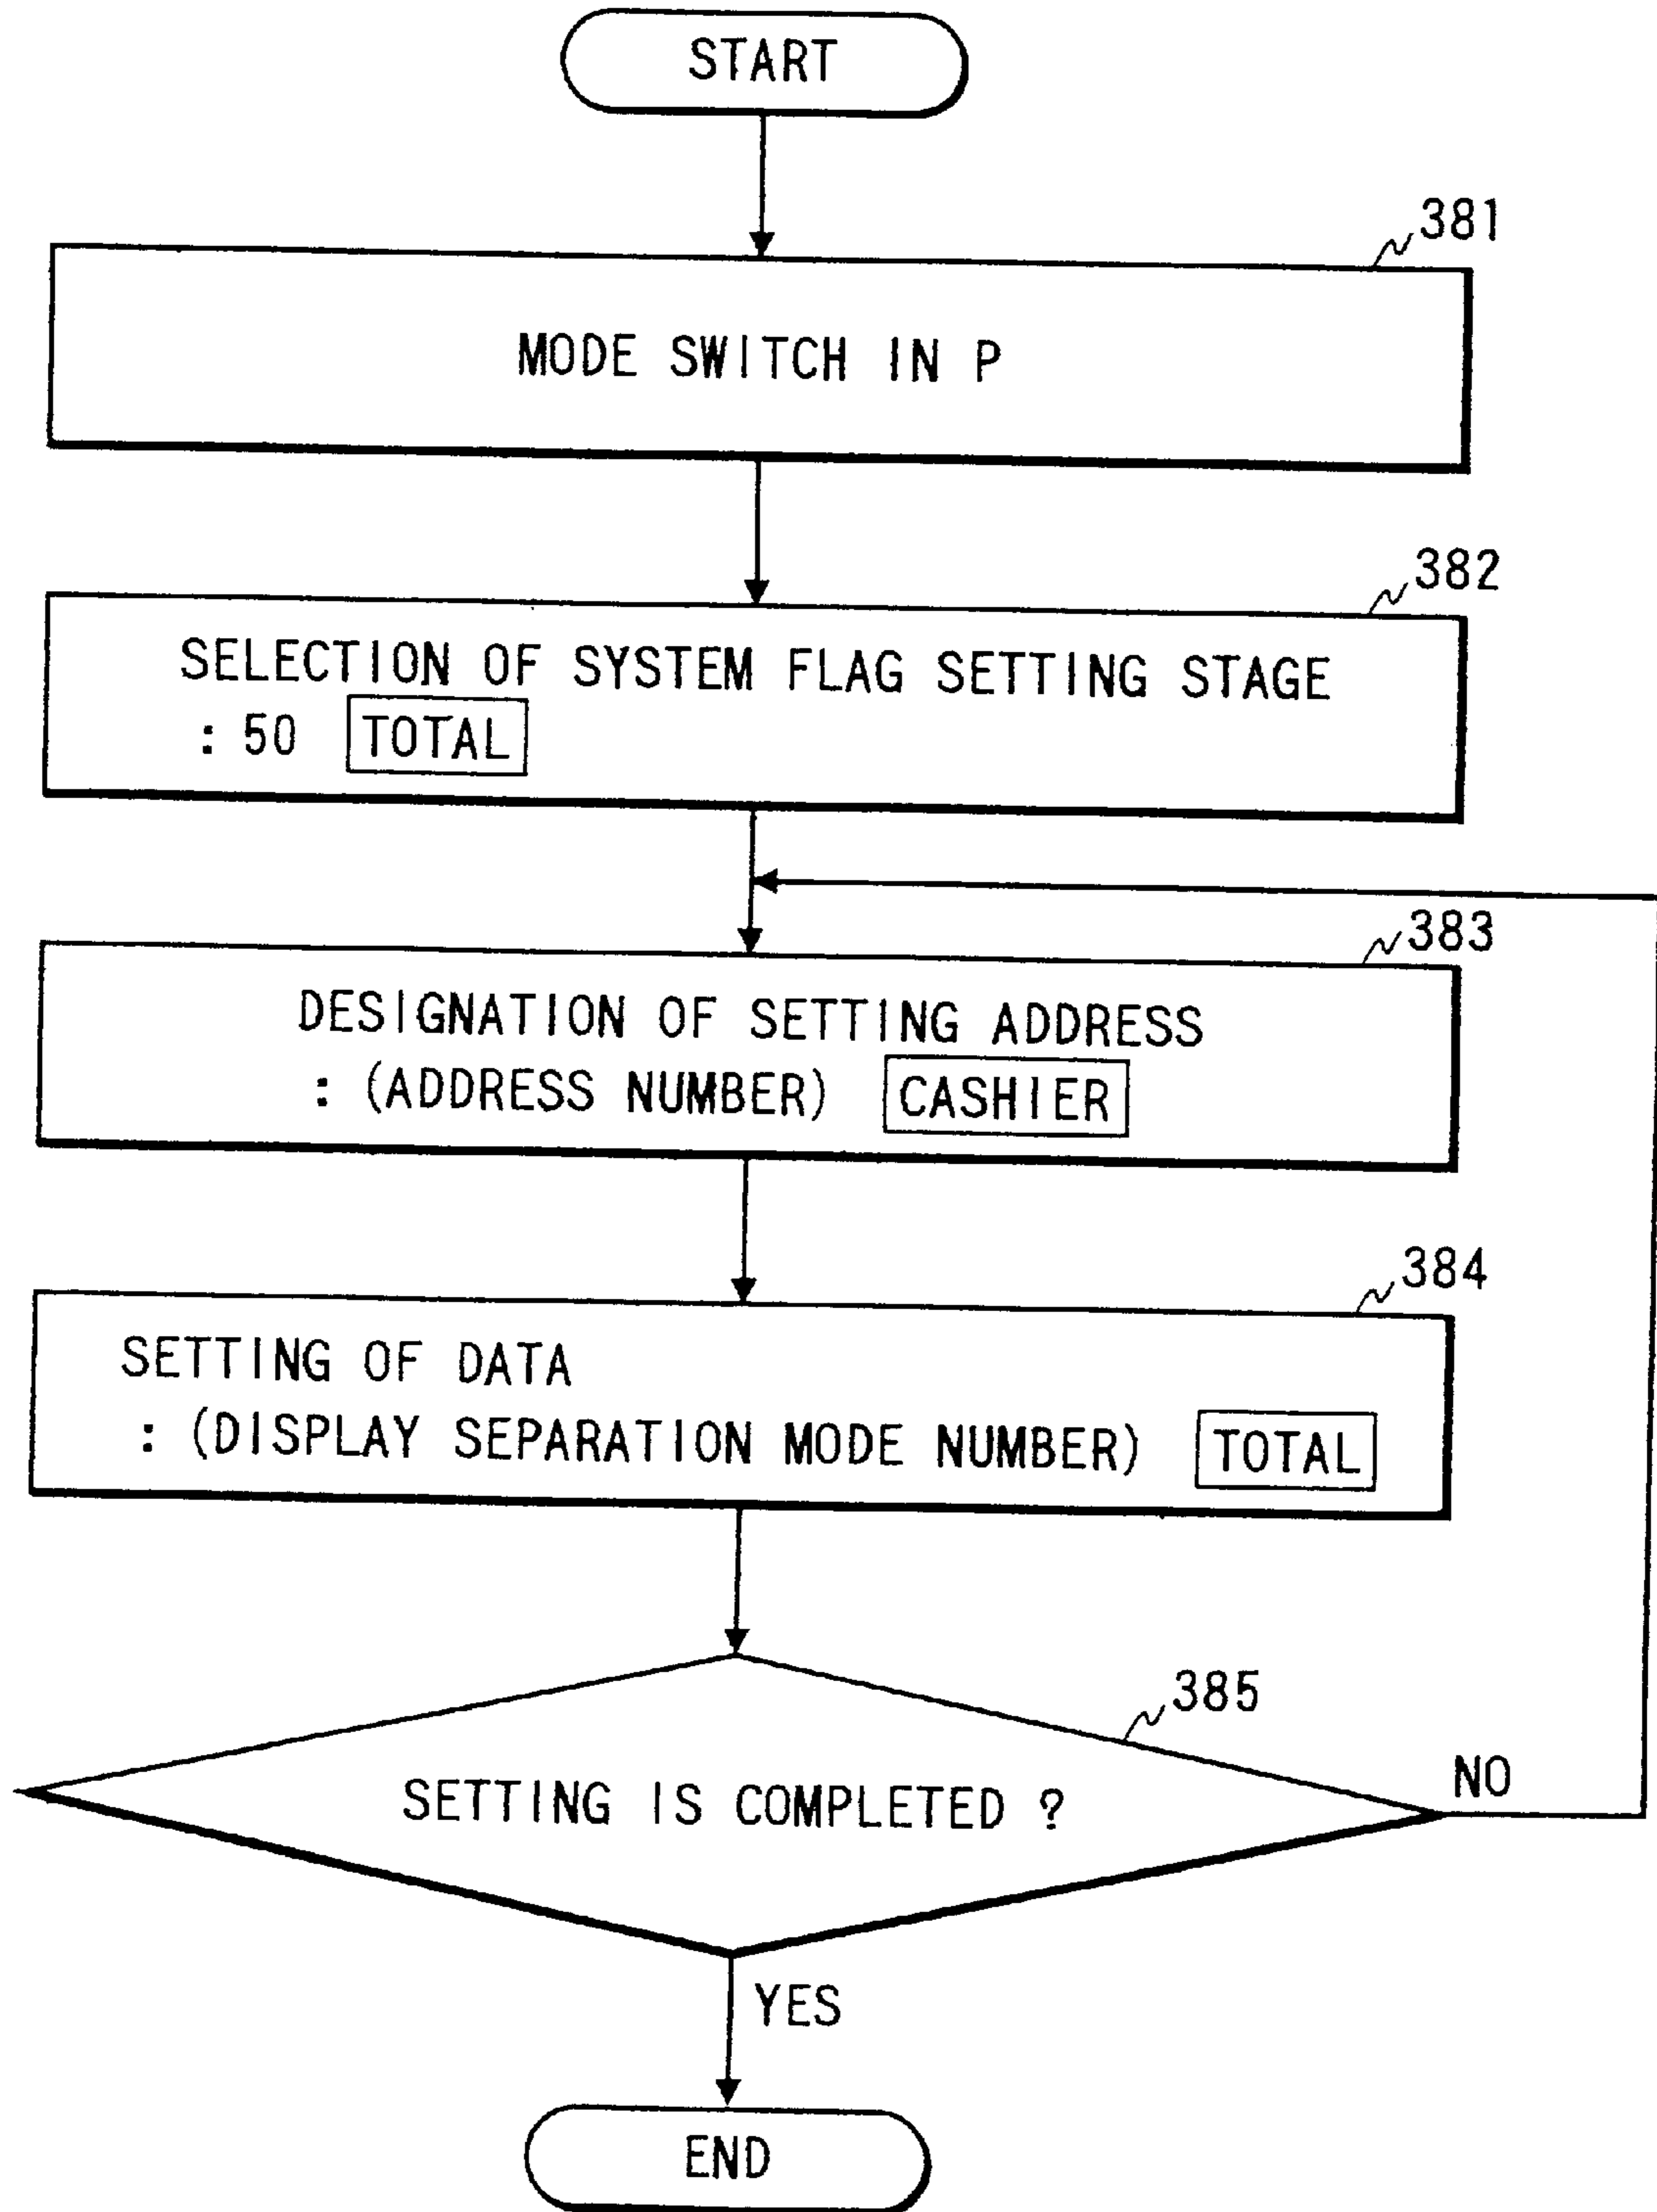 START
381
MODE SWITCH IN P
382
SELECTION OF SYSTEM FLAG SETTING STAGE
: 50 TOTAL
383
DESIGNATION OF SETTING ADDRESS
: (ADDRESS NUMBER) CASHIER
384
SETTING OF DATA
: (DISPLAY SEPARATION MODE NUMBER) TOTAL
385
SETTING IS COMPLETED ?
NO
YES
END